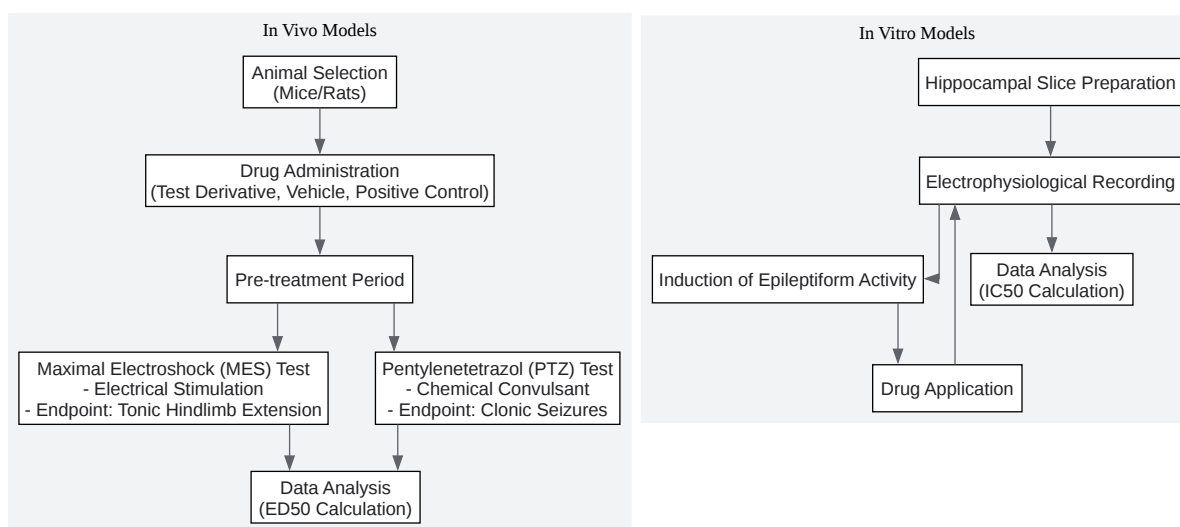 In Vivo Models
Animal Selection
(Mice/Rats)
Drug Administration
(Test Derivative, Vehicle, Positive Control)
Pre-treatment Period
Maximal Electroshock (MES) Test
- Electrical Stimulation
- Endpoint: Tonic Hindlimb Extension
Pentylenetetrazol (PTZ) Test
- Chemical Convulsant
- Endpoint: Clonic Seizures
Data Analysis
(ED50 Calculation)
In Vitro Models
Hippocampal Slice Preparation
Electrophysiological Recording
Induction of Epileptiform Activity
Data Analysis
(IC50 Calculation)
Drug Application